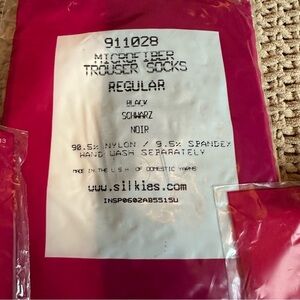 911028
MICROFIBER
TROUSER SOCKS
REGULAR
BLACK
SCHWARZ
NOIR
90.5% NYLON / 9.5% SPANDEX
HAND WASH SEPARATELY
MADE IN THE U.S.A. OF DOMESTIC YARNS
www.silkies.com
INSP0602AB5515U